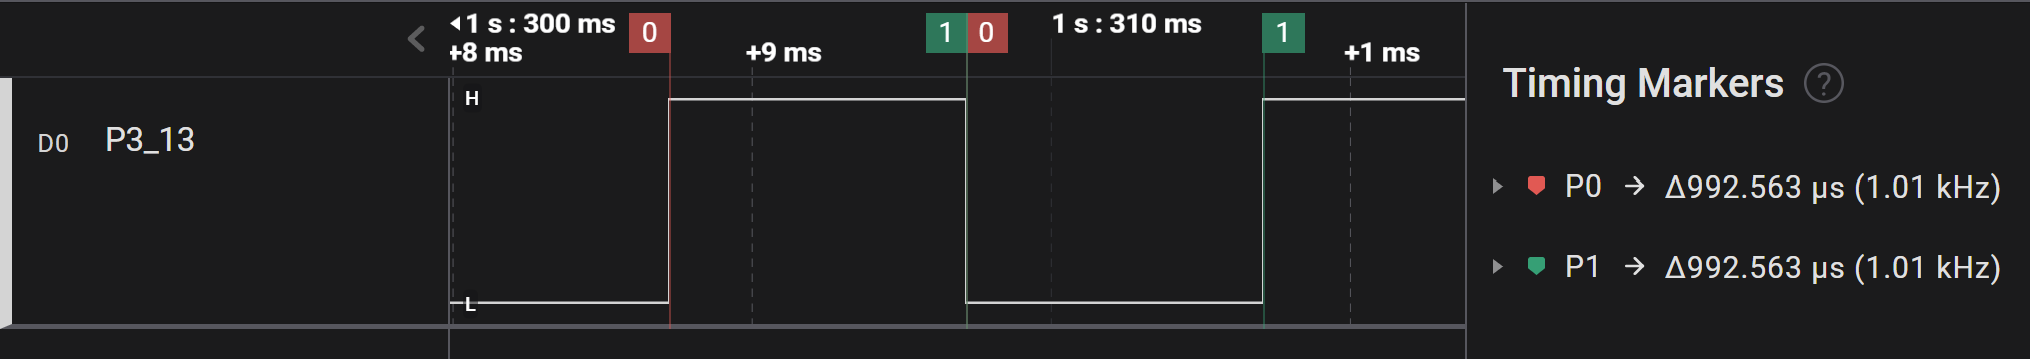 1 s : 300 ms
0
1
0
1 s : 310 ms
1
+8 ms
+9 ms
+1 ms
D0
P3_13
H
L
Timing Markers ?
P0 → Δ992.563 μs (1.01 kHz)
P1 → Δ992.563 μs (1.01 kHz)